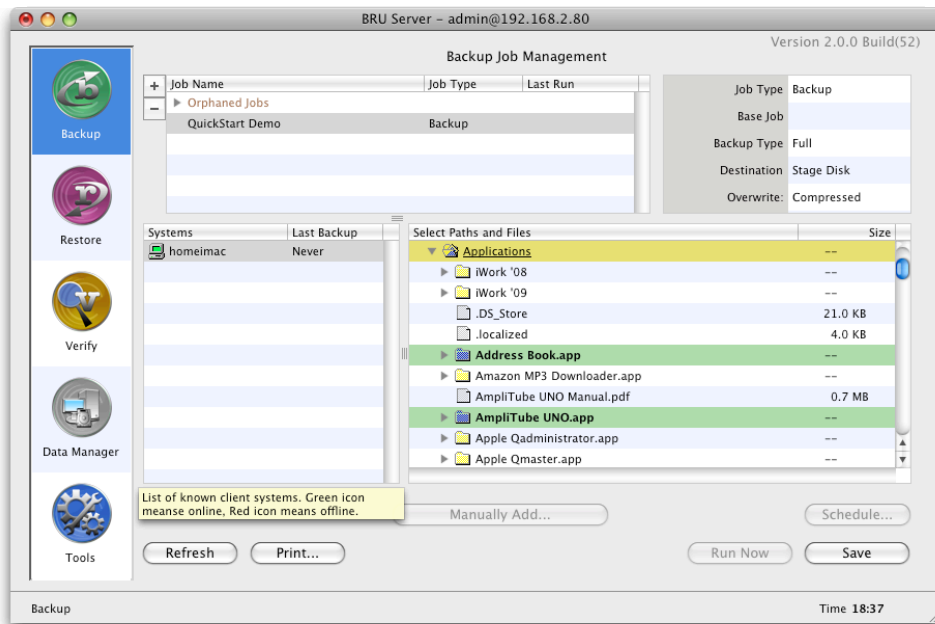 BRU Server – admin@192.168.2.80
Version 2.0.0 Build(52)
Backup Job Management
Backup
Restore
Verify
Data Manager
Tools
+
−
Job Name Job Type Last Run
Orphaned Jobs
QuickStart Demo Backup
Job Type Backup
Base Job
Backup Type Full
Destination Stage Disk
Overwrite: Compressed
Systems Last Backup
homeimac Never
Select Paths and Files Size
Applications --
iWork '08 --
iWork '09 --
.DS_Store 21.0 KB
.localized 4.0 KB
Address Book.app --
Amazon MP3 Downloader.app --
AmpliTube UNO Manual.pdf 0.7 MB
AmpliTube UNO.app --
Apple Qadministrator.app --
Apple Qmaster.app --
List of known client systems. Green icon
meanse online, Red icon means offline.
Manually Add... Schedule...
Refresh Print... Run Now Save
Backup Time 18:37